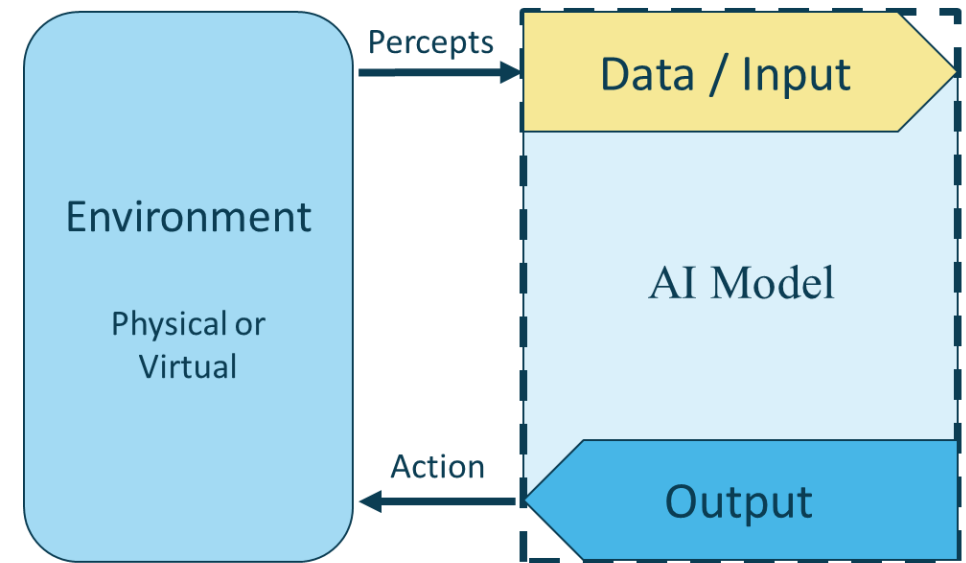 Percepts
Data / Input
Environment
Physical or
Virtual
AI Model
Action
Output